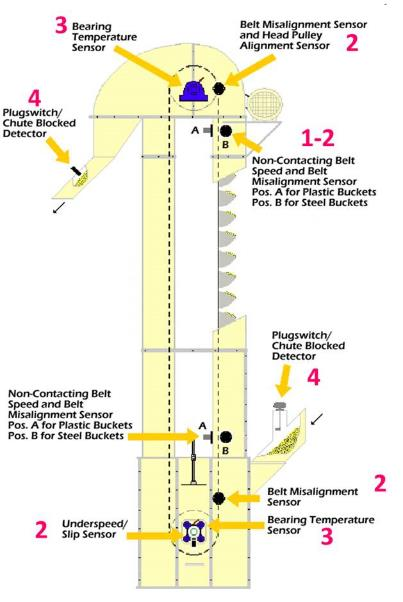 3 Bearing
Temperature
Sensor
Belt Misalignment Sensor
and Head Pulley
Alignment Sensor 2
4
Plugswitch/
Chute Blocked
Detector
A
B
1-2
Non-Contacting Belt
Speed and Belt
Misalignment Sensor
Pos. A for Plastic Buckets
Pos. B for Steel Buckets
Plugswitch/
Chute Blocked
Detector
4
Non-Contacting Belt
Speed and Belt
Misalignment Sensor
Pos. A for Plastic Buckets
Pos. B for Steel Buckets
A
B
2
Belt Misalignment
Sensor
2 Underspeed/
Slip Sensor
Bearing Temperature
Sensor 3